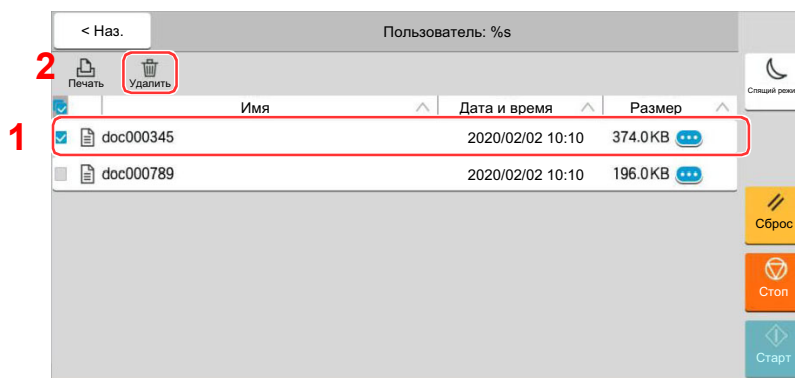 < Наз.
Пользователь: %s
2
Печать
Удалить
Спящий режи
Имя
Дата и время
Размер
1
doc000345
2020/02/02 10:10
374.0KB
doc000789
2020/02/02 10:10
196.0KB
Сброс
Стоп
Старт